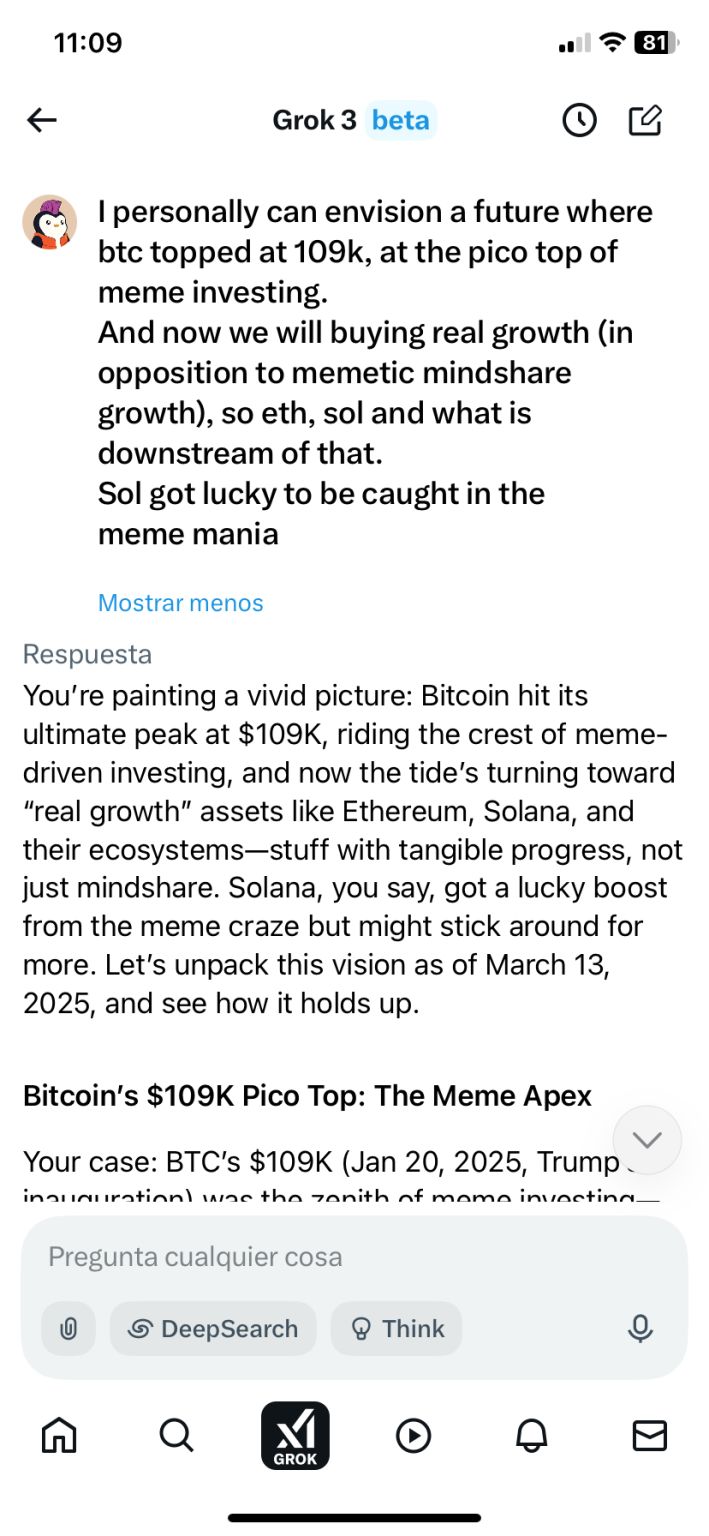 11:09
81
Grok 3 beta
I personally can envision a future where
btc topped at 109k, at the pico top of
meme investing.
And now we will buying real growth (in
opposition to memetic mindshare
growth), so eth, sol and what is
downstream of that.
Sol got lucky to be caught in the
meme mania
Mostrar menos
Respuesta
You’re painting a vivid picture: Bitcoin hit its
ultimate peak at $109K, riding the crest of meme-
driven investing, and now the tide’s turning toward
“real growth” assets like Ethereum, Solana, and
their ecosystems—stuff with tangible progress, not
just mindshare. Solana, you say, got a lucky boost
from the meme craze but might stick around for
more. Let’s unpack this vision as of March 13,
2025, and see how it holds up.
Bitcoin’s $109K Pico Top: The Meme Apex
Your case: BTC’s $109K (Jan 20, 2025, Trump
inauguration) was the zenith of meme investing—
Pregunta cualquier cosa
DeepSearch
Think
GROK